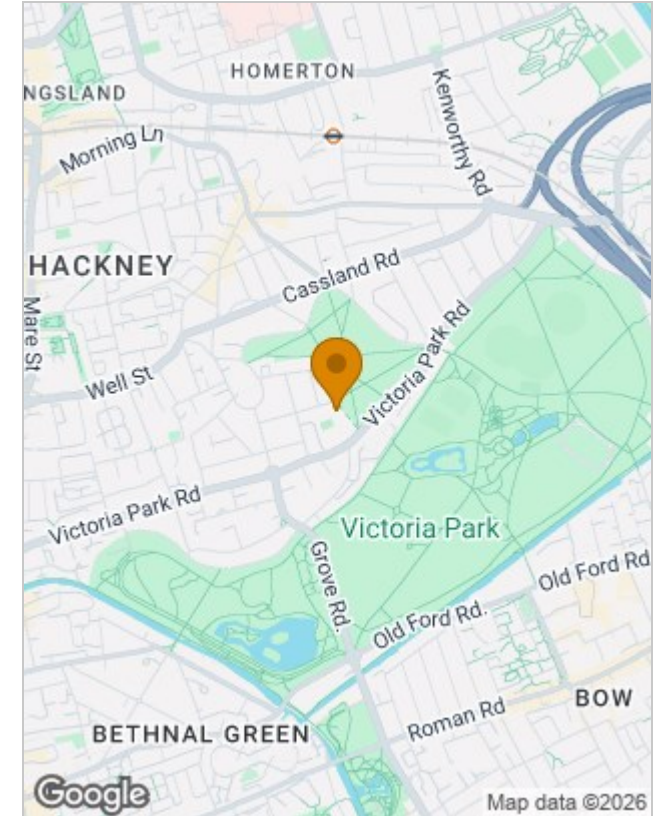 HOMERTON
NGSLAND
Kenworthy Rd
Morning Ln
HACKNEY
Cassland Rd
Mare St
Victoria Park Rd
Well St
Victoria Park Rd
Victoria Park
Grove Rd.
Old Ford Rd
Old Ford Rd.
BOW
BETHNAL GREEN
Roman Rd
Google
Map data ©2026